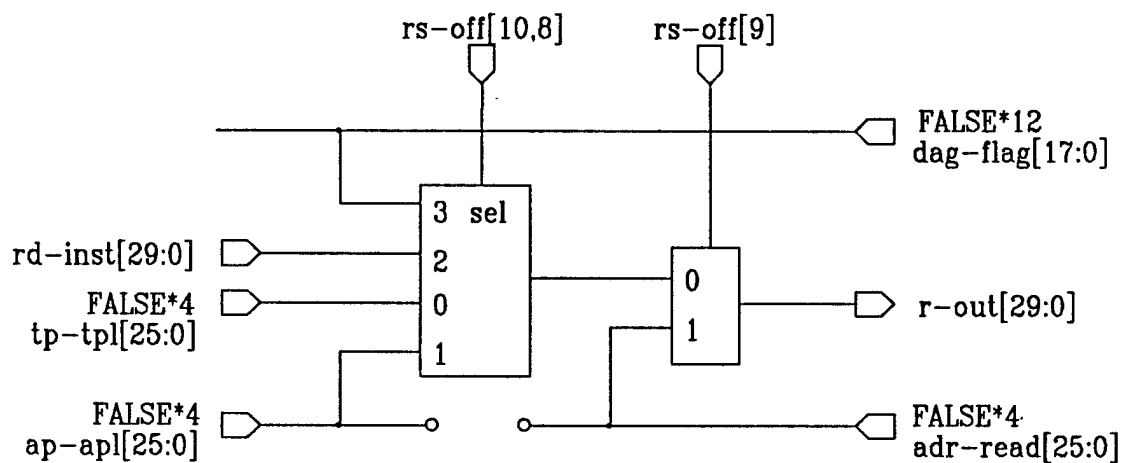 rs-off[10,8]
rs-off[9]
FALSE*12
dag-flag[17:0]
3 sel
rd-inst[29:0]
2
0
FALSE*4
0
r-out[29:0]
tp-tpl[25:0]
1
1
FALSE*4
FALSE*4
ap-apl[25:0]
adr-read[25:0]